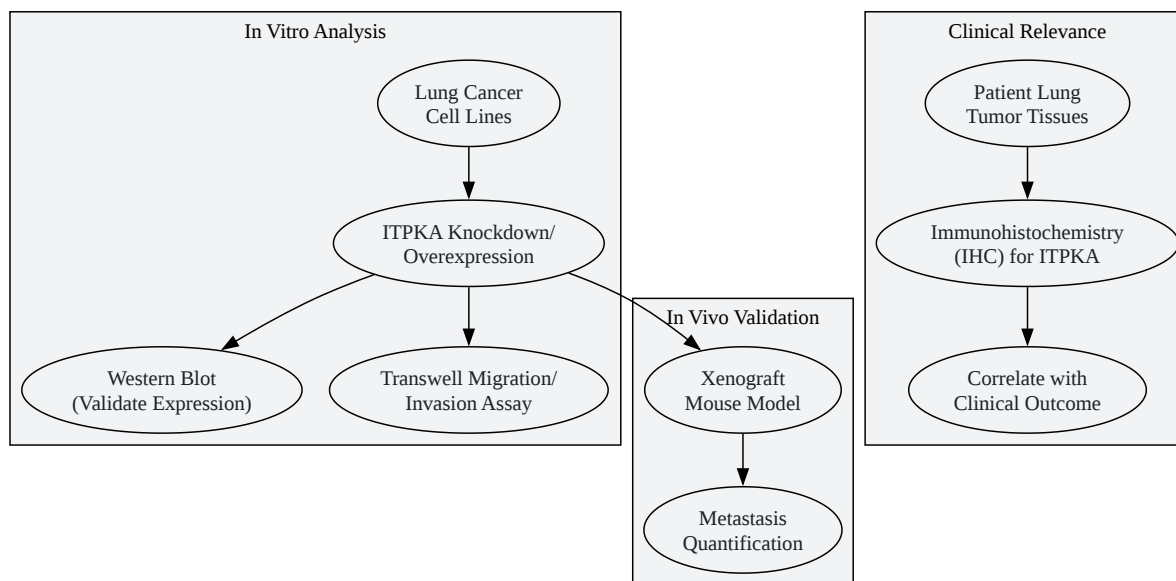 In Vitro Analysis
Lung Cancer
Cell Lines
ITPKA Knockdown/
Overexpression
Western Blot
(Validate Expression)
Transwell Migration/
Invasion Assay
In Vivo Validation
Xenograft
Mouse Model
Metastasis
Quantification
Clinical Relevance
Patient Lung
Tumor Tissues
Immunohistochemistry
(IHC) for ITPKA
Correlate with
Clinical Outcome